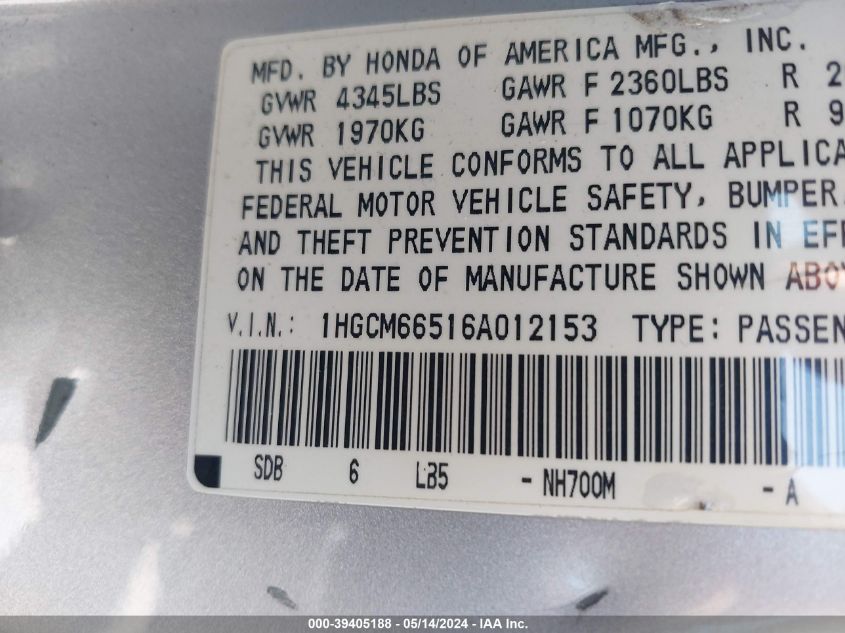 MFD. BY HONDA OF AMERICA MFG., INC.
GVWR 4345LBS GAWR F 2360LBS R 2
GVWR 1970KG GAWR F 1070KG R 9
THIS VEHICLE CONFORMS TO ALL APPLICA
FEDERAL MOTOR VEHICLE SAFETY, BUMPER,
AND THEFT PREVENTION STANDARDS IN EFF
ON THE DATE OF MANUFACTURE SHOWN ABO
V.I.N.: 1HGCM66516A012153 TYPE: PASSEN
SDB 6 LB5 -NH700M -A
000-39405188 - 05/14/2024 - IAA Inc.